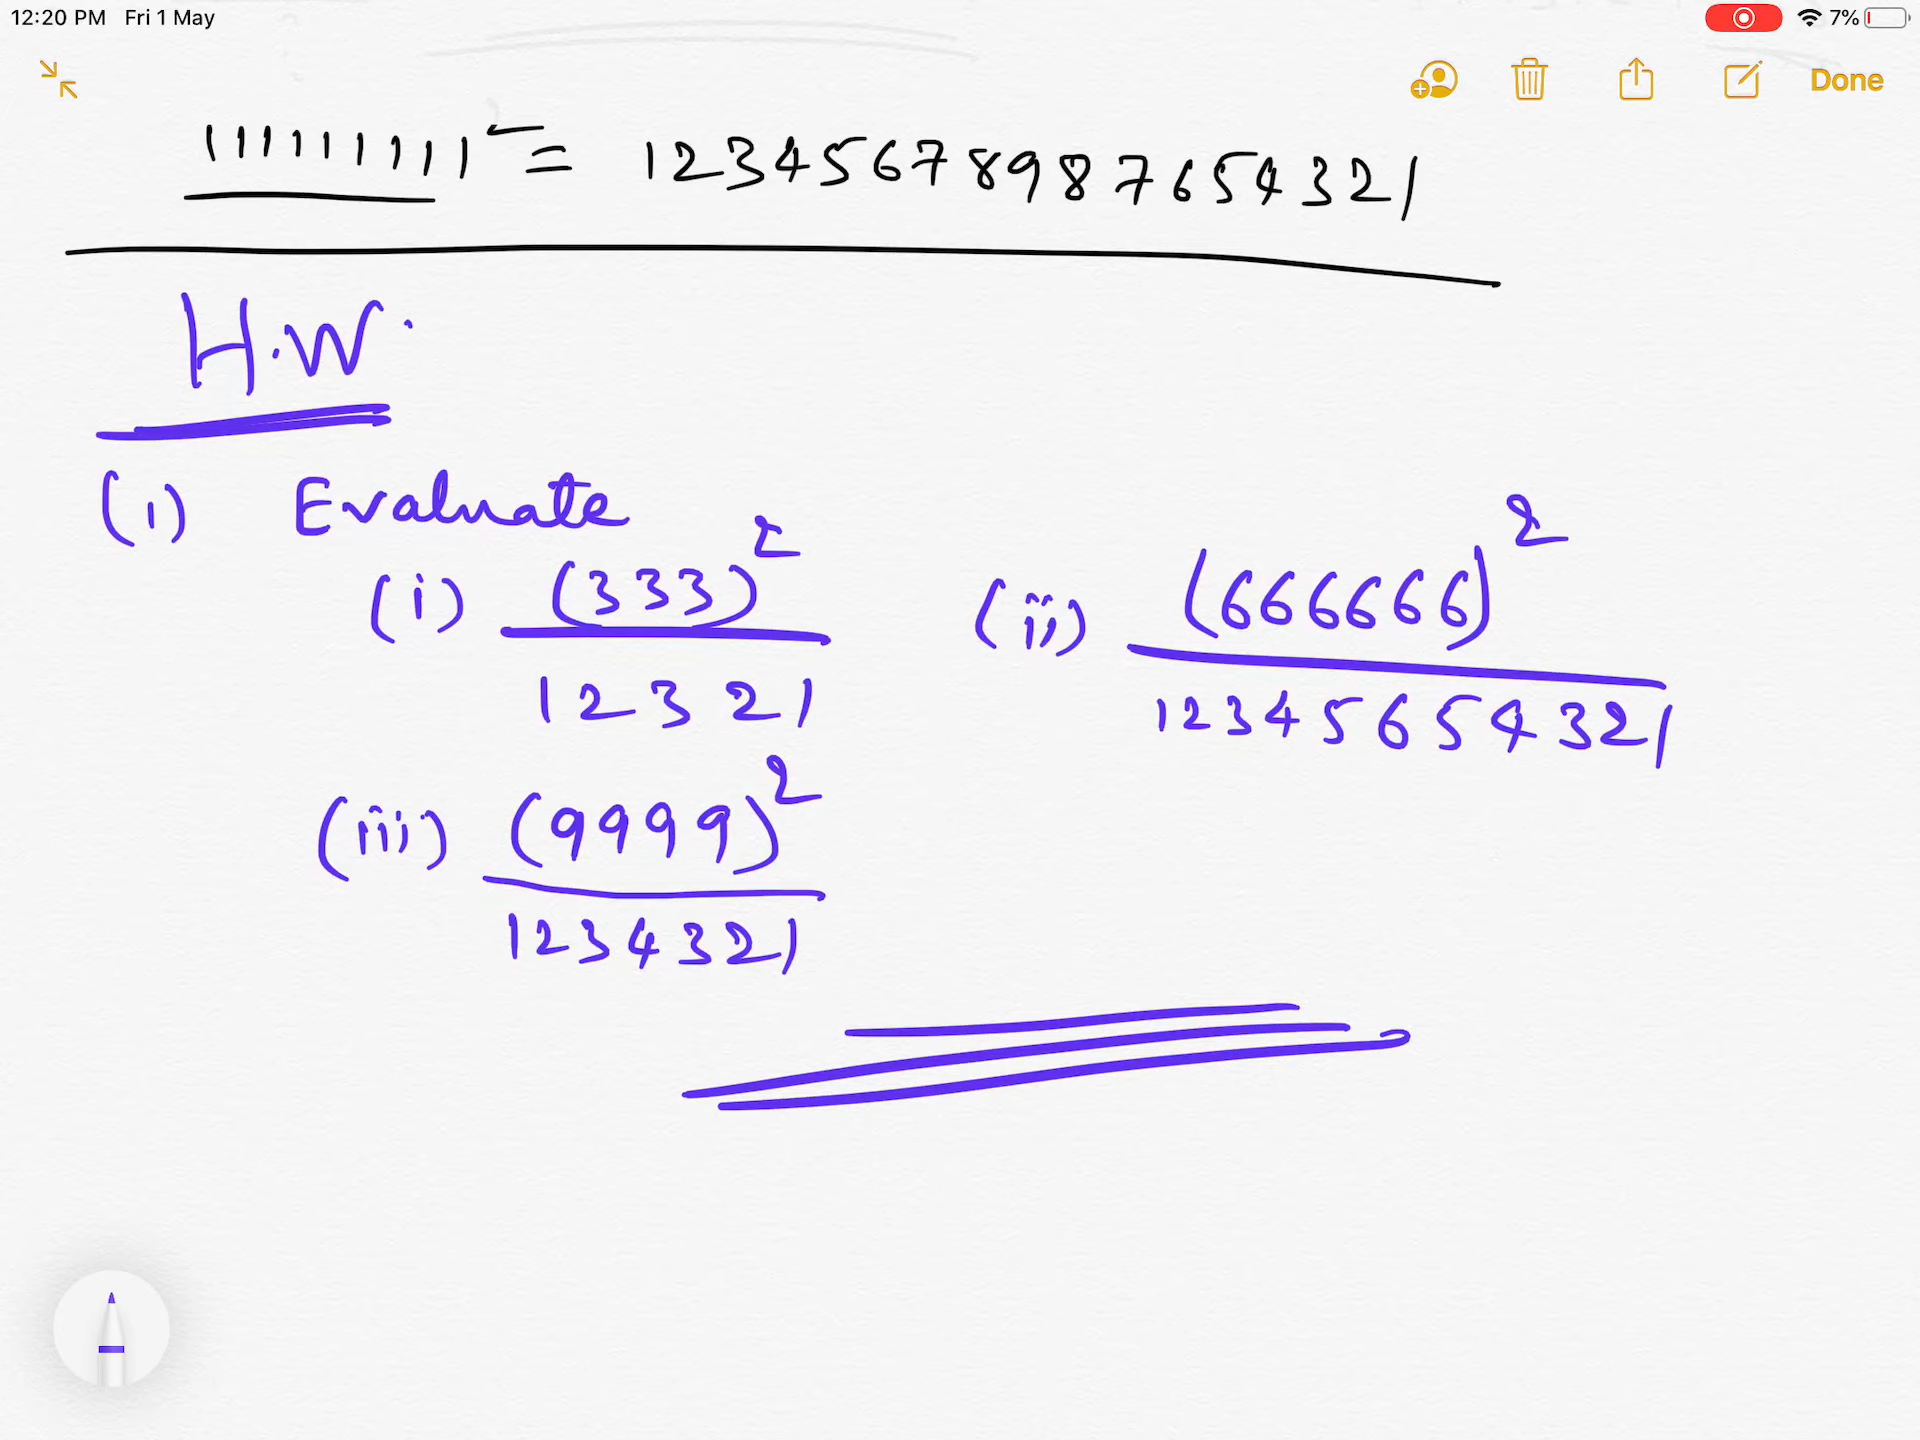 12:20 PM Fri 1 May 7%
Done
111111111² = 12345678987654321
H.W.
(1) Evaluate
(i) (333)² / 12321 (ii) (666666)² / 12345654321
(iii) (9999)² / 1234321